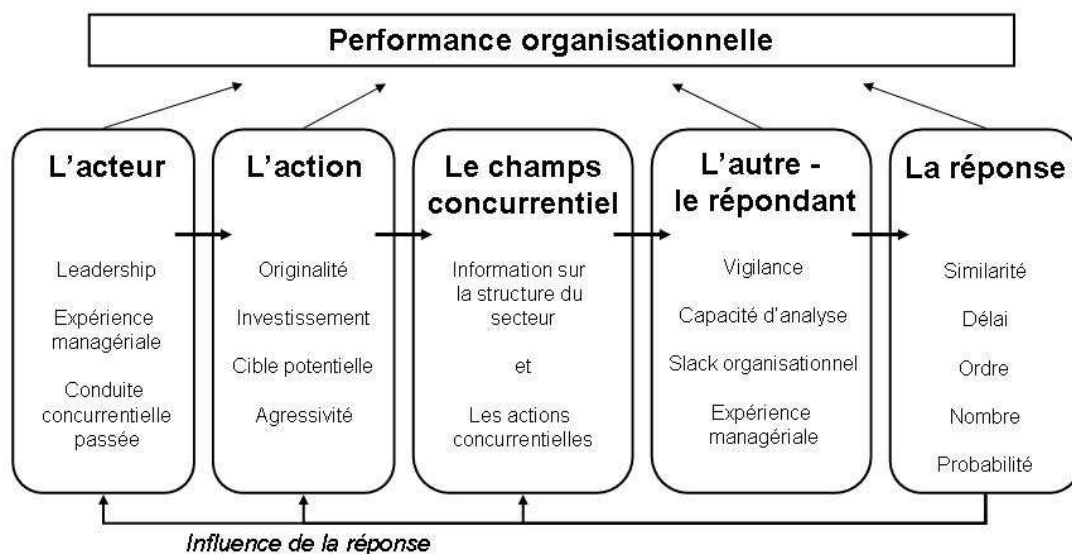 Performance organisationnelle
L'acteur
Leadership
Expérience
managériale
Conduite
concurrentielle
passée
L'action
Originalité
Investissement
Cible potentielle
Agressivité
Le champs
concurrentiel
Information sur
la structure du
secteur
et
Les actions
concurrentielles
L'autre -
le répondant
Vigilance
Capacité d'analyse
Slack organisationnel
Expérience
managériale
La réponse
Similarité
Délai
Ordre
Nombre
Probabilité
Influence de la réponse